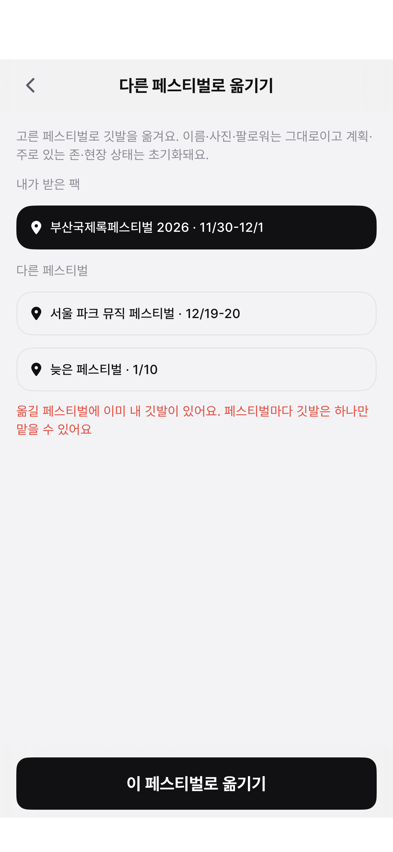 다른 페스티벌로 옮기기
고른 페스티벌로 깃발을 옮겨요. 이름·사진·팔로워는 그대로이고 계획·
주로 있는 존·현장 상태는 초기화돼요.
내가 받은 팩
부산국제록페스티벌 2026 · 11/30-12/1
다른 페스티벌
서울 파크 뮤직 페스티벌 · 12/19-20
늦은 페스티벌 · 1/10
옮길 페스티벌에 이미 내 깃발이 있어요. 페스티벌마다 깃발은 하나만
맡을 수 있어요
이 페스티벌로 옮기기